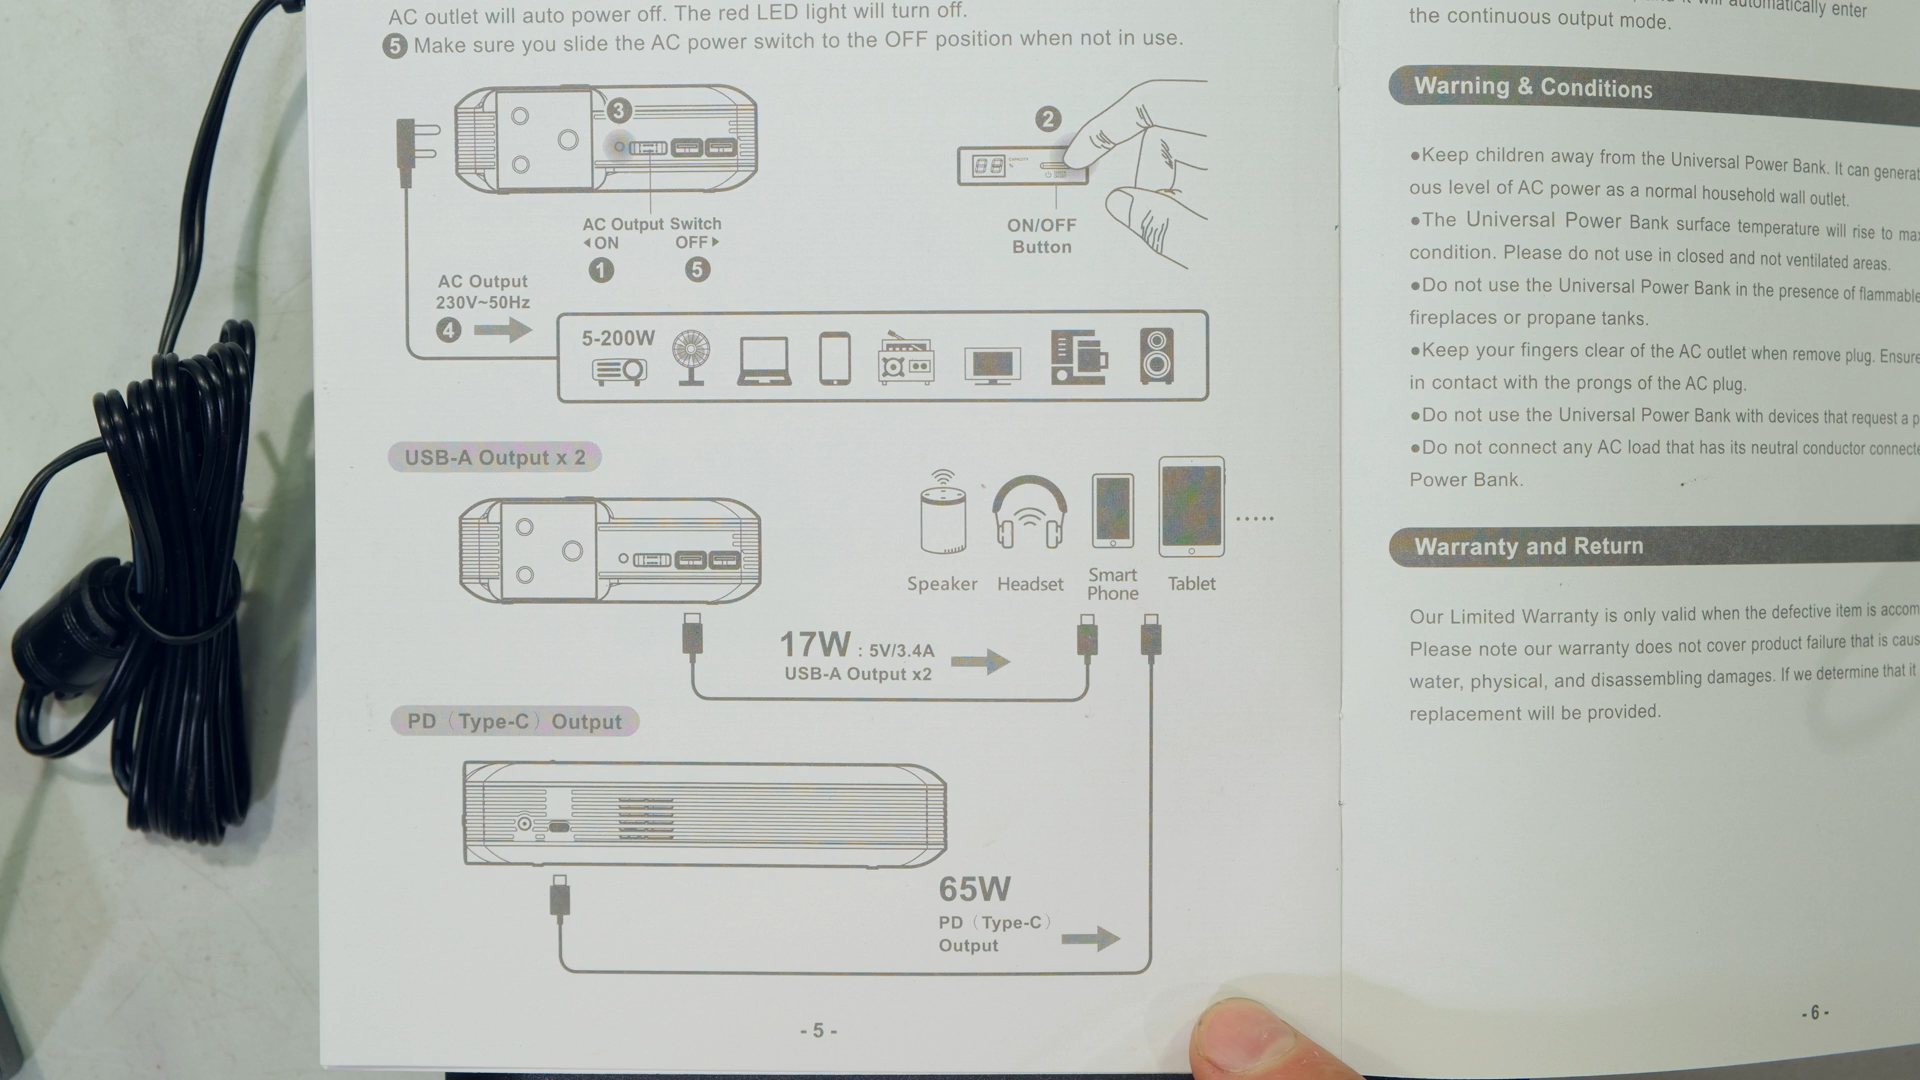 AC outlet will auto power off. The red LED light will turn off.
5 Make sure you slide the AC power switch to the OFF position when not in use.
3
2
AC Output Switch
ON OFF
1 5
ON/OFF
Button
AC Output
230V~50Hz
4
5-200W
USB-A Output x 2
Speaker
Headset
Smart
Phone
Tablet
17W : 5V/3.4A
USB-A Output x2
PD（Type-C）Output
65W
PD（Type-C）
Output
- 5 -
will automatically enter
the continuous output mode.
Warning & Conditions
●Keep children away from the Universal Power Bank. It can generat
ous level of AC power as a normal household wall outlet.
●The Universal Power Bank surface temperature will rise to max
condition. Please do not use in closed and not ventilated areas.
●Do not use the Universal Power Bank in the presence of flammable
fireplaces or propane tanks.
●Keep your fingers clear of the AC outlet when remove plug. Ensure
in contact with the prongs of the AC plug.
●Do not use the Universal Power Bank with devices that request a p
●Do not connect any AC load that has its neutral conductor connecte
Power Bank.
Warranty and Return
Our Limited Warranty is only valid when the defective item is accom
Please note our warranty does not cover product failure that is caus
water, physical, and disassembling damages. If we determine that it
replacement will be provided.
- 6 -